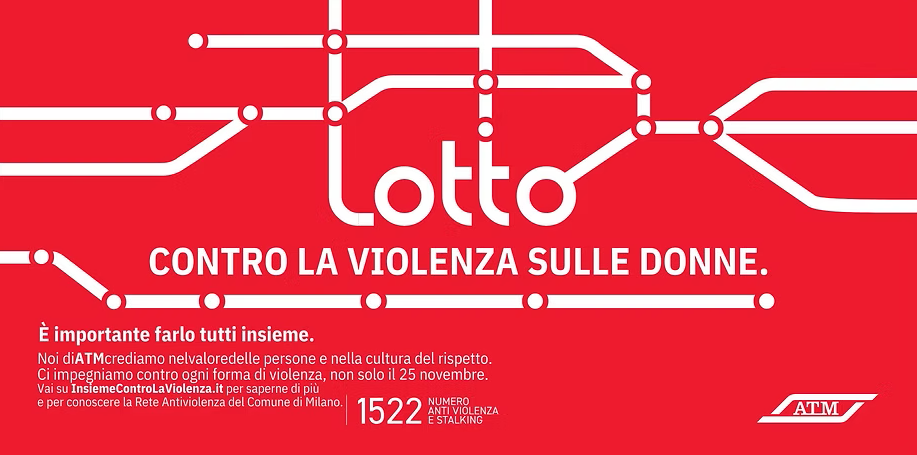 Lotto
CONTRO LA VIOLENZA SULLE DONNE.
È importante farlo tutti insieme.
Noi diATMcrediamo nelvaloredelle persone e nella cultura del rispetto.
Ci impegniamo contro ogni forma di violenza, non solo il 25 novembre.
Vai su InsiemeControLaViolenza.it per saperne di più
e per conoscere la Rete Antiviolenza del Comune di Milano.
1522
NUMERO
ANTI VIOLENZA
E STALKING
ATM